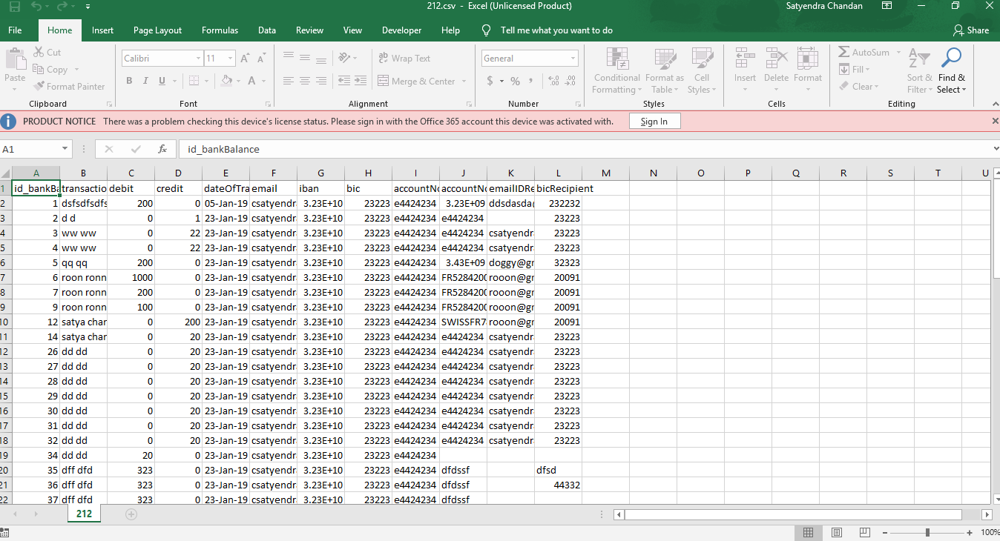 212.csv - Excel (Unlicensed Product) Satyendra Chandan
File Home Insert Page Layout Formulas Data Review View Developer Help Tell me what you want to do Share
Cut Calibri 11 A A ab Wrap Text General AutoSum
Copy Fill
Paste Format Painter B I U A Merge & Center $ % , .00 Conditional Format as Cell Insert Delete Format Clear Sort & Find &
Formatting Table Styles Filter Select
Clipboard Font Alignment Number Styles Cells Editing
PRODUCT NOTICE There was a problem checking this device's license status. Please sign in with the Office 365 account this device was activated with. Sign In
A1 fx id_bankBalance
A B C D E F G H I J K L M N O P Q R S T U
1 id_bankBa transactio debit credit dateOfTra email iban bic accountNo accountNo emailIDRe bicRecipient
2 1 dsfsdfsdfs 200 0 05-Jan-19 csatyendr 3.23E+10 23223 e4424234 3.23E+09 ddsdasda 232232
3 2 d d 0 1 23-Jan-19 csatyendr 3.23E+10 23223 e4424234 e4424234 23223
4 3 ww ww 0 22 23-Jan-19 csatyendr 3.23E+10 23223 e4424234 e4424234 csatyendr 23223
5 4 ww ww 0 22 23-Jan-19 csatyendr 3.23E+10 23223 e4424234 e4424234 csatyendr 23223
6 5 qq qq 200 0 23-Jan-19 csatyendr 3.23E+10 23223 e4424234 3.43E+09 doggy@gr 32323
7 6 roon ronn 1000 0 23-Jan-19 csatyendr 3.23E+10 23223 e4424234 FR5284200 rooon@gr 20091
8 7 roon ronn 200 0 23-Jan-19 csatyendr 3.23E+10 23223 e4424234 FR5284200 rooon@gr 20091
9 9 roon ronn 100 0 23-Jan-19 csatyendr 3.23E+10 23223 e4424234 FR5284200 rooon@gr 20091
10 12 satya char 0 200 23-Jan-19 csatyendr 3.23E+10 23223 e4424234 SWISSFR7 rooon@gr 20091
11 14 satya char 0 20 23-Jan-19 csatyendr 3.23E+10 23223 e4424234 e4424234 csatyendr 23223
12 26 dd dd 0 20 23-Jan-19 csatyendr 3.23E+10 23223 e4424234 e4424234 csatyendr 23223
13 27 dd dd 0 20 23-Jan-19 csatyendr 3.23E+10 23223 e4424234 e4424234 csatyendr 23223
14 28 dd dd 0 20 23-Jan-19 csatyendr 3.23E+10 23223 e4424234 e4424234 csatyendr 23223
15 29 dd dd 0 20 23-Jan-19 csatyendr 3.23E+10 23223 e4424234 e4424234 csatyendr 23223
16 30 dd dd 0 20 23-Jan-19 csatyendr 3.23E+10 23223 e4424234 e4424234 csatyendr 23223
17 31 dd dd 0 20 23-Jan-19 csatyendr 3.23E+10 23223 e4424234 e4424234 csatyendr 23223
18 32 dd dd 0 20 23-Jan-19 csatyendr 3.23E+10 23223 e4424234 e4424234 csatyendr 23223
19 34 dd dd 20 0 23-Jan-19 csatyendr 3.23E+10 23223 e4424234
20 35 dff dfd 323 0 23-Jan-19 csatyendr 3.23E+10 23223 e4424234 dfdssf dfsd
21 36 dff dfd 323 0 23-Jan-19 csatyendr 3.23E+10 23223 e4424234 dfdssf 44332
22 37 dff dfd 323 0 23-Jan-19 csatyendr 3.23E+10 23223 e4424234 dfdssf
212
100%